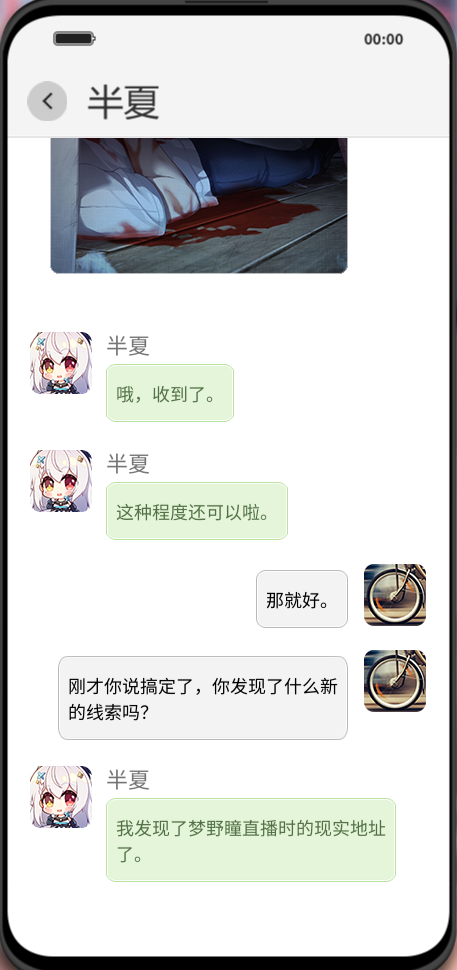 00:00
半夏
半夏
哦，收到了。
半夏
这种程度还可以啦。
那就好。
刚才你说搞定了，你发现了什么新
的线索吗？
半夏
我发现了梦野瞳直播时的现实地址
了。